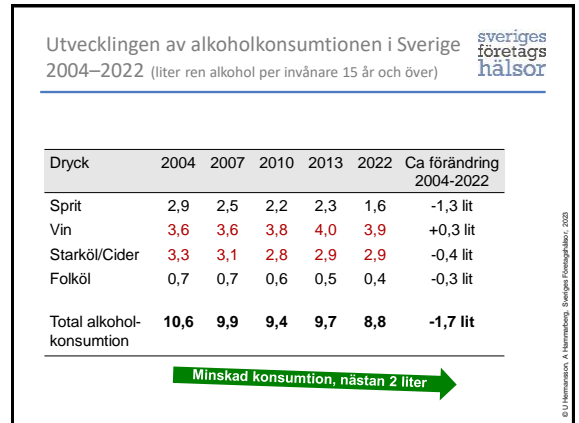 Utvecklingen av alkoholkonsumtionen i Sverige
2004–2022 (liter ren alkohol per invånare 15 år och över)
sveriges
företags
hälsor
Dryck 2004 2007 2010 2013 2022 Ca förändring
2004-2022
Sprit 2,9 2,5 2,2 2,3 1,6 -1,3 lit
Vin 3,6 3,6 3,8 4,0 3,9 +0,3 lit
Starköl/Cider 3,3 3,1 2,8 2,9 2,9 -0,4 lit
Folköl 0,7 0,7 0,6 0,5 0,4 -0,3 lit
Total alkohol- 10,6 9,9 9,4 9,7 8,8 -1,7 lit
konsumtion
Minskad konsumtion, nästan 2 liter
© U Hermansson, A Hammarberg, Sveriges Företagshälsor, 2023